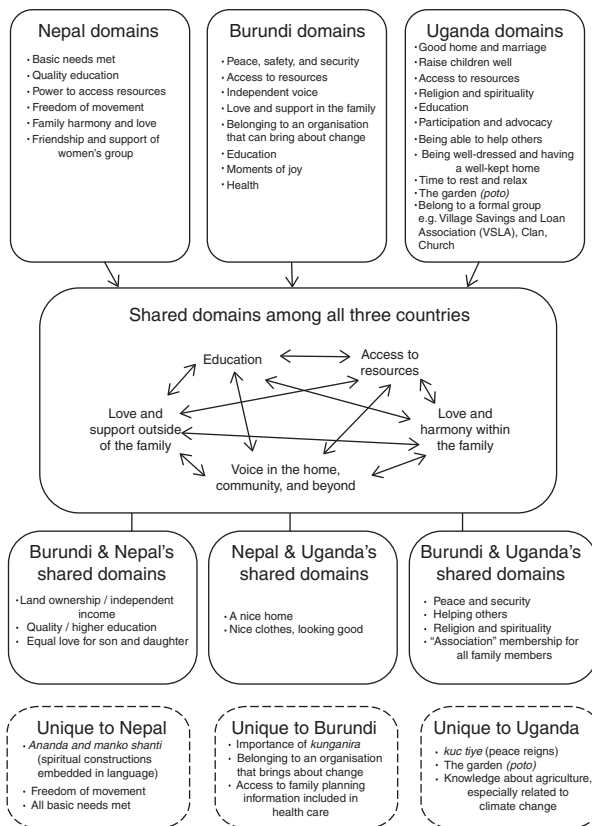 Nepal domains
· Basic needs met
· Quality education
· Power to access resources
· Freedom of movement
· Family harmony and love
· Friendship and support of
women's group
Burundi domains
· Peace, safety, and security
· Access to resources
· Independent voice
· Love and support in the family
· Belonging to an organisation
that can bring about change
· Education
· Moments of joy
· Health
Uganda domains
· Good home and marriage
· Raise children well
· Access to resources
· Religion and spirituality
· Education
· Participation and advocacy
· Being able to help others
· Being well-dressed and having
a well-kept home
· Time to rest and relax
· The garden (poto)
· Belong to a formal group
e.g. Village Savings and Loan
Association (VSLA), Clan,
Church
Shared domains among all three countries
Education
Access to
resources
Love and
support outside
of the family
Love and
harmony within
the family
Voice in the home,
community, and beyond
Burundi & Nepal's
shared domains
· Land ownership / independent
income
· Quality / higher education
· Equal love for son and daughter
Nepal & Uganda's
shared domains
· A nice home
· Nice clothes, looking good
Burundi & Uganda's
shared domains
· Peace and security
· Helping others
· Religion and spirituality
· "Association" membership for
all family members
Unique to Nepal
· Ananda and manko shanti
(spiritual constructions
embedded in language)
· Freedom of movement
· All basic needs met
Unique to Burundi
· Importance of kunganira
· Belonging to an organisation
that brings about change
· Access to family planning
information included in
health care
Unique to Uganda
· kuc tiye (peace reigns)
· The garden (poto)
· Knowledge about agriculture,
especially related to
climate change